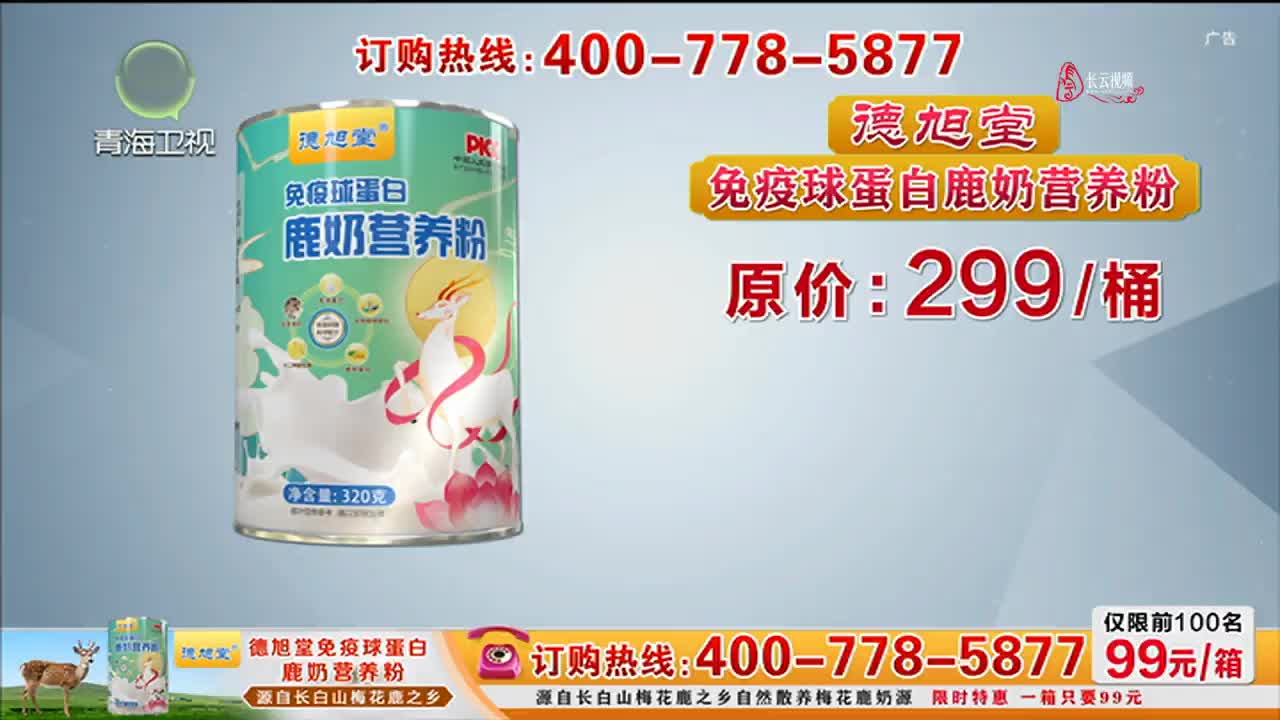 订购热线:400-778-5877
广告
长云视频
青海卫视
德旭堂
免疫球蛋白鹿奶营养粉
原价:299/桶
德旭堂®
PICC
免疫球蛋白
鹿奶营养粉
净含量:320克
仅限前100名
99元/箱
德旭堂®
德旭堂免疫球蛋白
鹿奶营养粉
源自长白山梅花鹿之乡
订购热线:400-778-5877
源自长白山梅花鹿之乡自然散养梅花鹿奶源 限时特惠 一箱只要99元